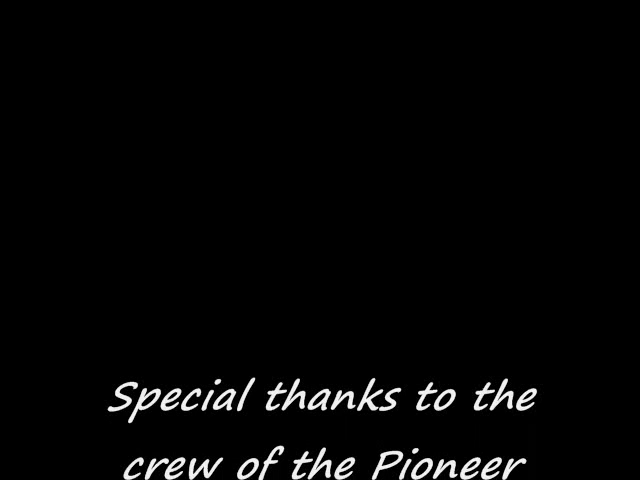 Special thanks to the
crew of the Pioneer